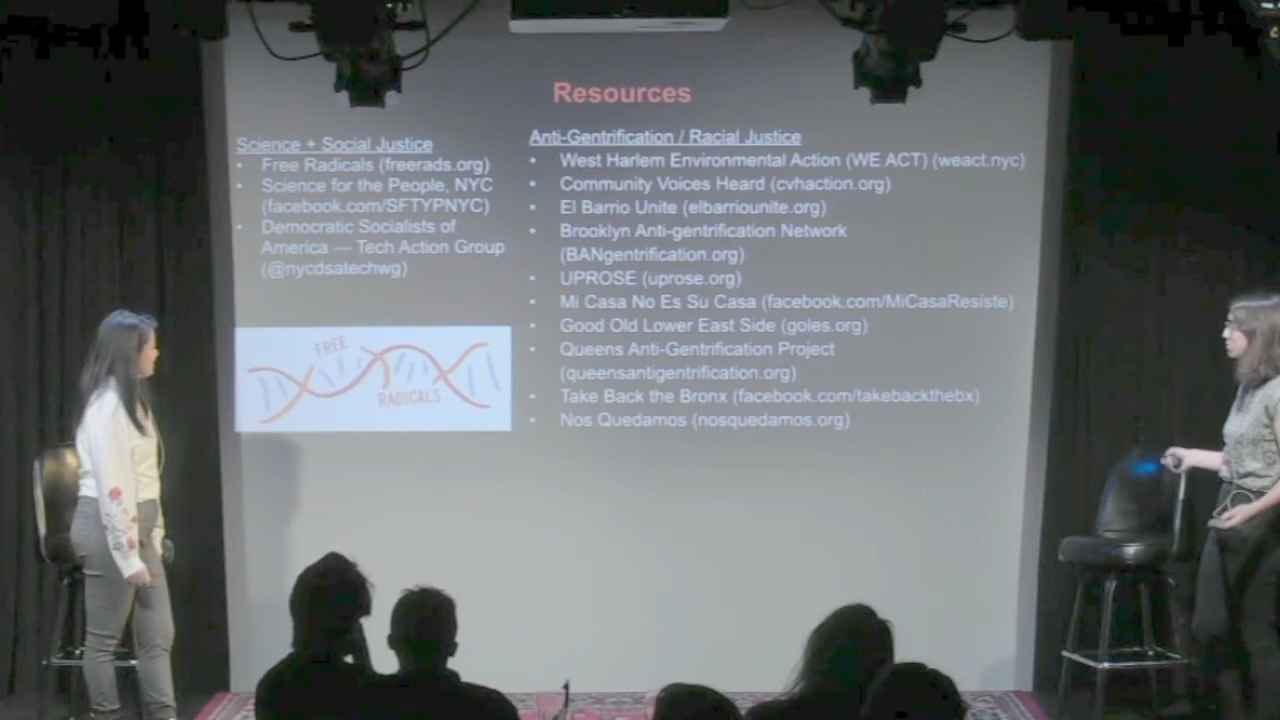 Resources
Science + Social Justice
• Free Radicals (freerads.org)
• Science for the People, NYC
(facebook.com/SFTYPNYC)
• Democratic Socialists of
America — Tech Action Group
(@nycdsatechwg)
FREE
RADICALS
Anti-Gentrification / Racial Justice
• West Harlem Environmental Action (WE ACT) (weact.nyc)
• Community Voices Heard (cvhaction.org)
• El Barrio Unite (elbarriounite.org)
• Brooklyn Anti-gentrification Network
(BANgentrification.org)
• UPROSE (uprose.org)
• Mi Casa No Es Su Casa (facebook.com/MiCasaResiste)
• Good Old Lower East Side (goles.org)
• Queens Anti-Gentrification Project
(queensantigentrification.org)
• Take Back the Bronx (facebook.com/takebackthebx)
• Nos Quedamos (nosquedamos.org)